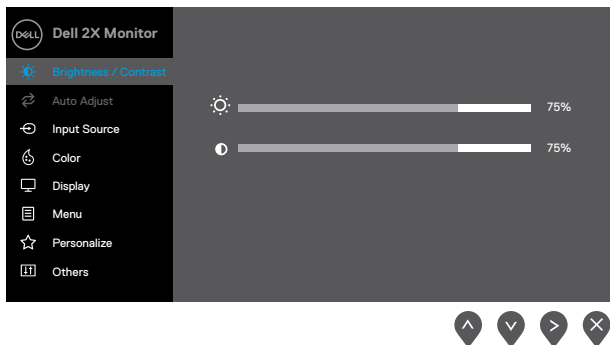 DELL
Dell 2X Monitor
Brightness / Contrast
Auto Adjust
Input Source
Color
Display
Menu
Personalize
Others
75%
75%